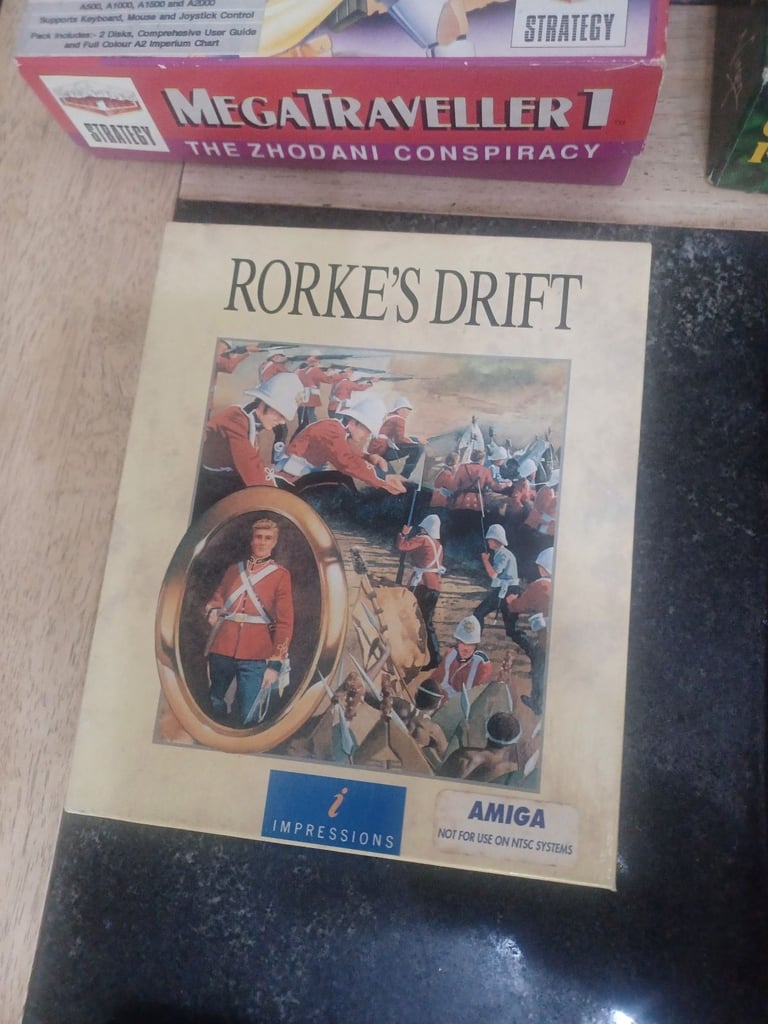 A500, A1000, A1500 and A2000
Supports Keyboard, Mouse and Joystick Control
Pack Includes:- 2 Disks, Comprehesive User Guide
and Full Colour A2 Imperium Chart
STRATEGY
STRATEGY
MEGATRAVELLER 1 ™
THE ZHODANI CONSPIRACY
RORKE'S DRIFT
i
IMPRESSIONS
AMIGA
NOT FOR USE ON NTSC SYSTEMS